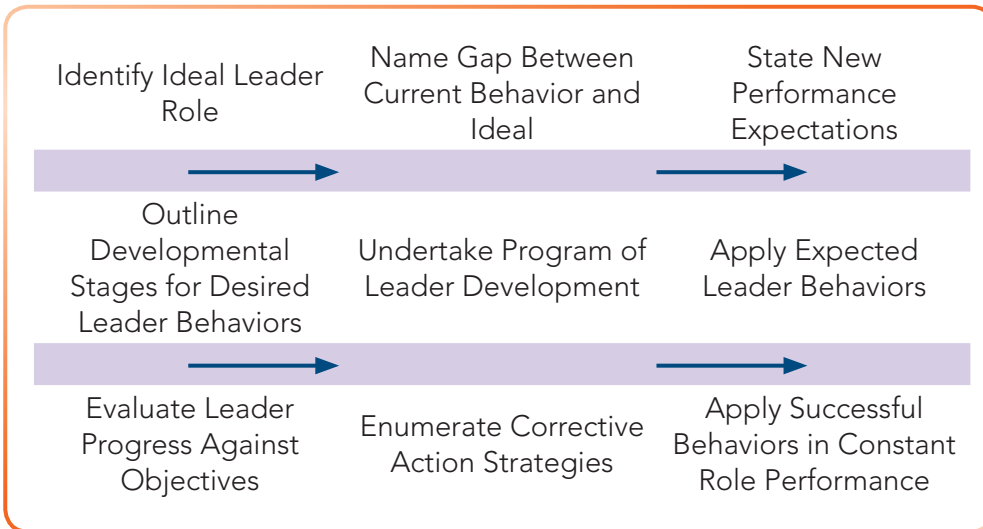 Identify Ideal Leader
Role
Name Gap Between
Current Behavior and
Ideal
State New
Performance
Expectations
Outline
Developmental
Stages for Desired
Leader Behaviors
Undertake Program of
Leader Development
Apply Expected
Leader Behaviors
Evaluate Leader
Progress Against
Objectives
Enumerate Corrective
Action Strategies
Apply Successful
Behaviors in Constant
Role Performance